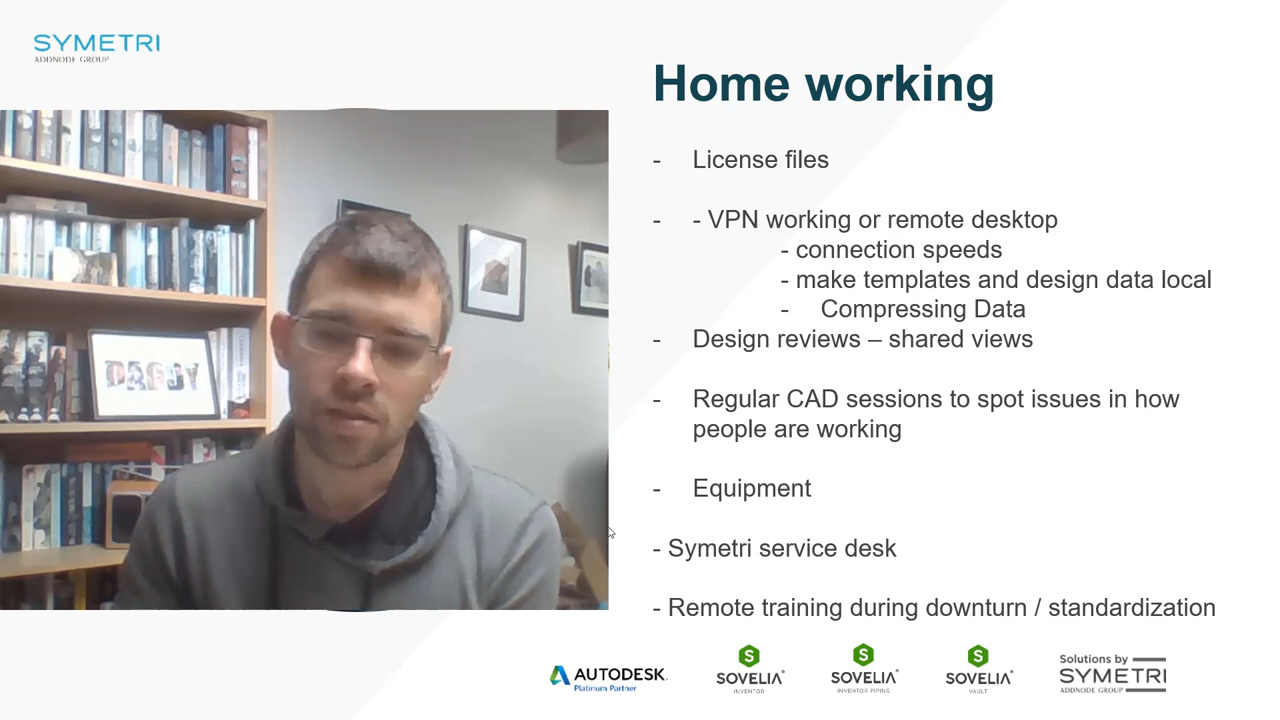 SYMETRI
ADDNODE GROUP
Home working
- License files
- - VPN working or remote desktop
- connection speeds
- make templates and design data local
- Compressing Data
- Design reviews – shared views
- Regular CAD sessions to spot issues in how
people are working
- Equipment
- Symetri service desk
- Remote training during downturn / standardization
AUTODESK
Platinum Partner
S
SOVELIA®
INVENTOR
S
SOVELIA®
INVENTOR PIPING
S
SOVELIA®
VAULT
Solutions by
SYMETRI
ADDNODE GROUP